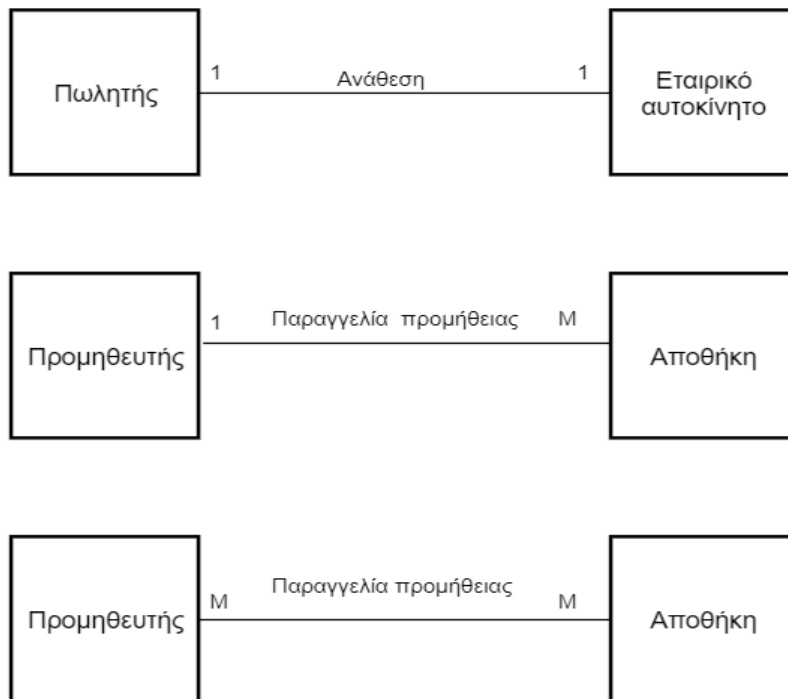 Πωλητής
1
Ανάθεση
1
Εταιρικό
αυτοκίνητο
Προμηθευτής
1
Παραγγελία προμήθειας
M
Αποθήκη
Προμηθευτής
M
Παραγγελία προμήθειας
M
Αποθήκη